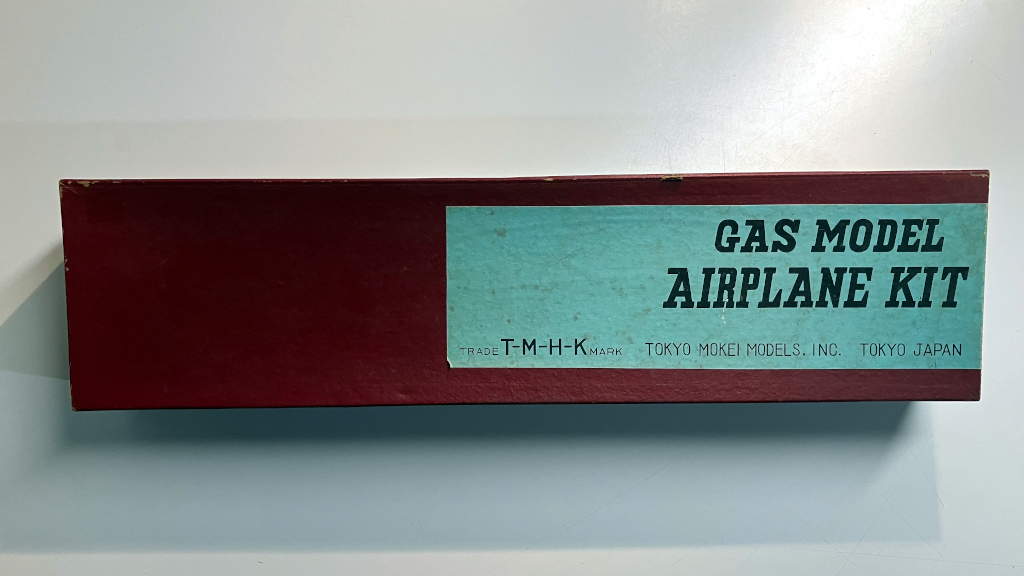 GAS MODEL
AIRPLANE KIT
TRADE T-M-H-K MARK TOKYO MOKEI MODELS, INC. TOKYO JAPAN